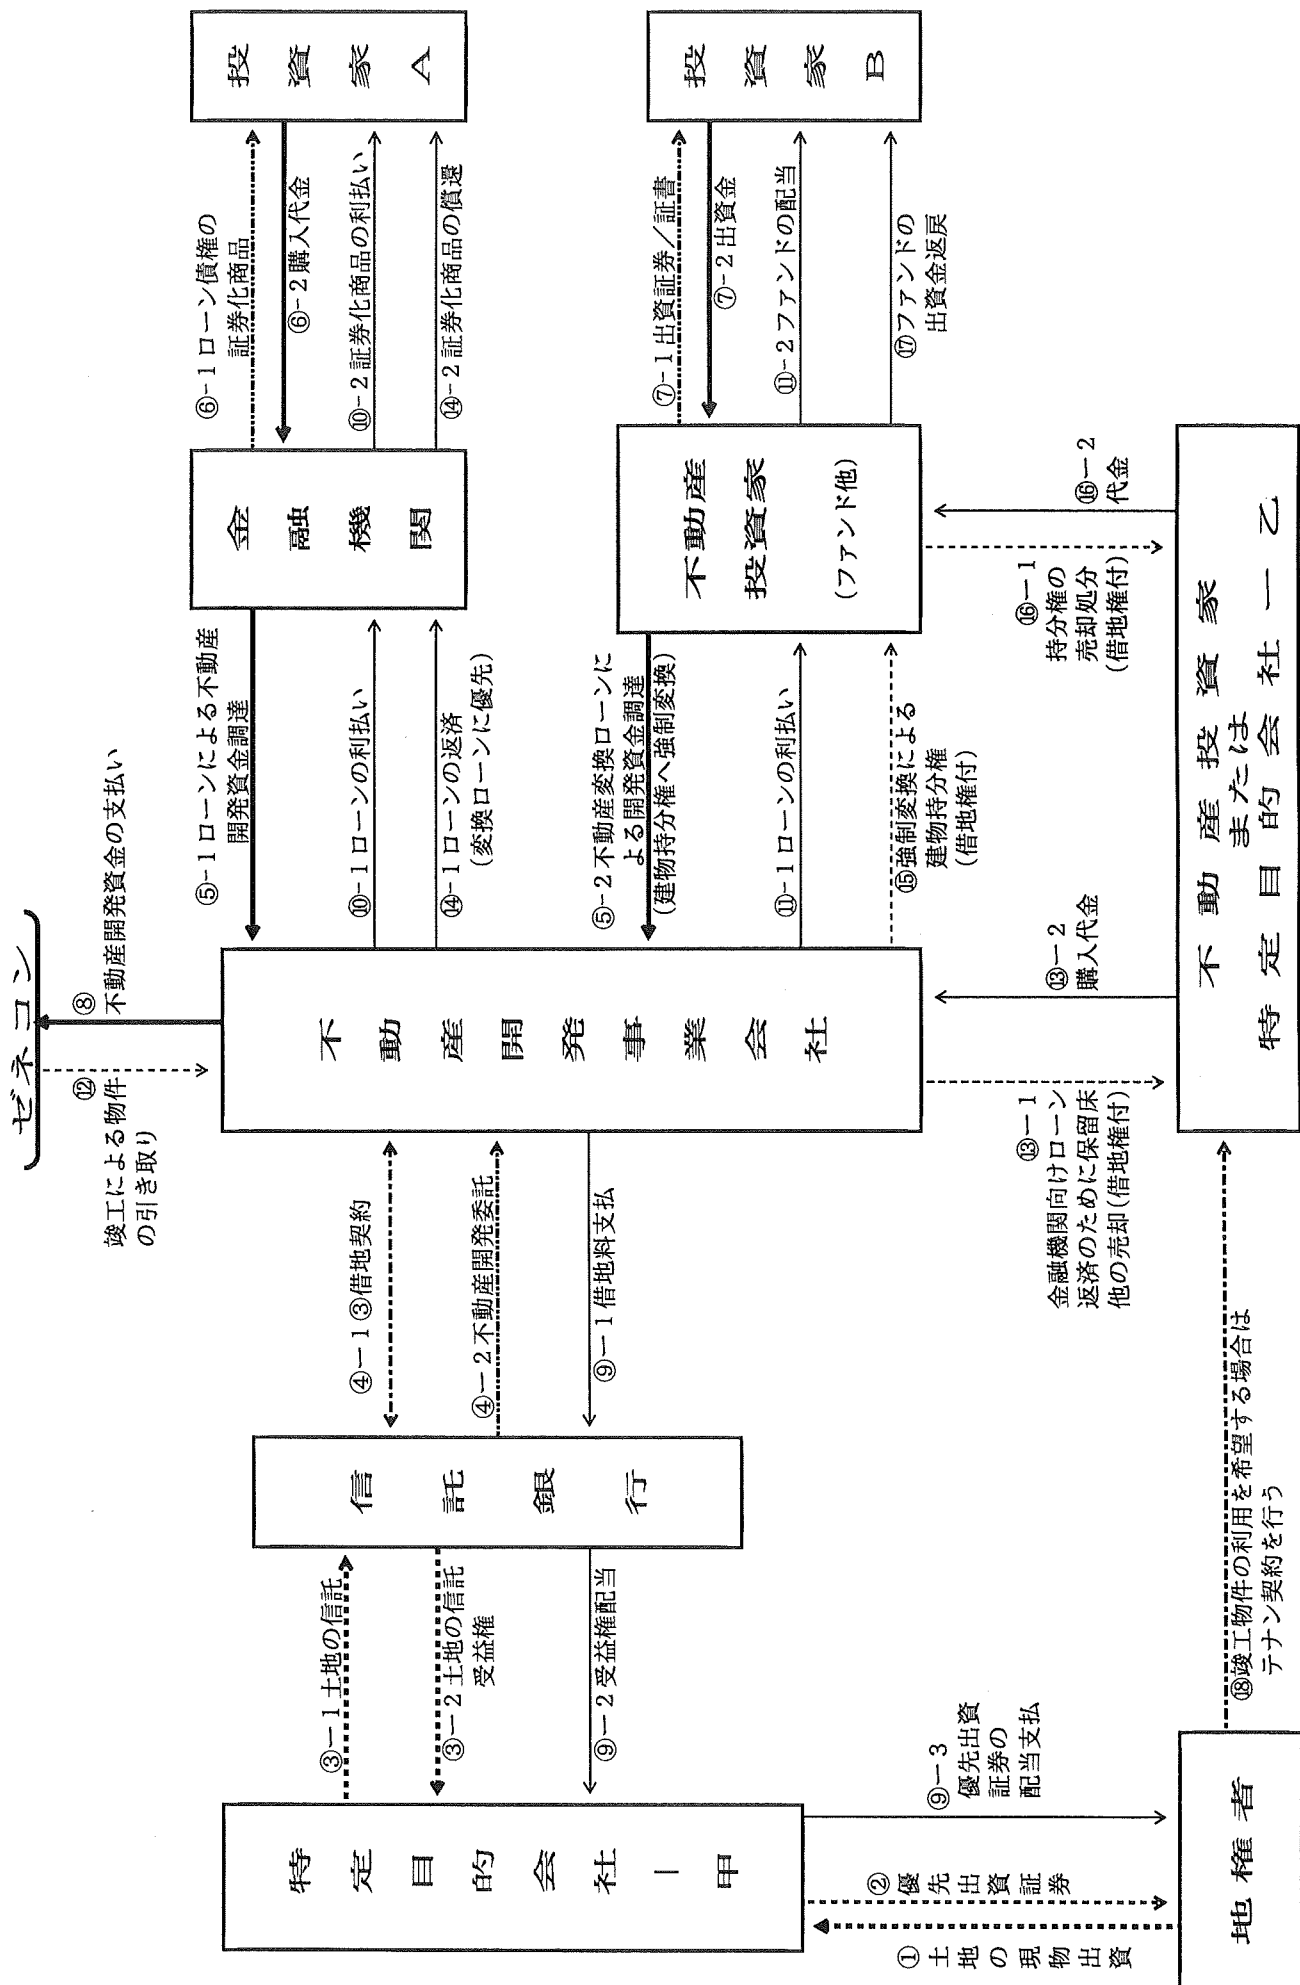 ゼネコン
⑧
不動産開発資金の支払い
⑫
竣工による物件
の引き取り
特定目的会社ー甲
③ー1土地の信託
③ー2土地の信託
受益権
⑨ー2受益権配当
信託銀行
④ー1③借地契約
④ー2不動産開発委託
⑨ー1借地料支払
不動産開発事業会社
⑤-1ローンによる不動産
開発資金調達
⑩-1ローンの利払い
⑭-1ローンの返済
(変換ローンに優先)
⑤-2不動産変換ローンに
よる開発資金調達
(建物持分権へ強制変換)
⑪-1ローンの利払い
⑮強制変換による
建物持分権
(借地権付)
金融機関
⑥-1ローン債権の
証券化商品
⑥-2購入代金
⑩-2証券化商品の利払い
⑭-2証券化商品の償還
投資家A
不動産
投資家
(ファンド他)
⑦-1出資証券/証書
⑦-2出資金
⑪-2ファンドの配当
⑰ファンドの
出資金返戻
投資家B
①土地の現物出資
②優先出資証券
⑨ー3
優先出資
証券の
配当支払
地権者
⑱竣工物件の利用を希望する場合は
テナン契約を行う
⑬ー1
金融機関向けローン
返済のために保留床
他の売却(借地権付)
⑬ー2
購入代金
⑯ー1
持分権の
売却処分
(借地権付)
⑯ー2
代金
不動産投資家
または
特定目的会社ー乙